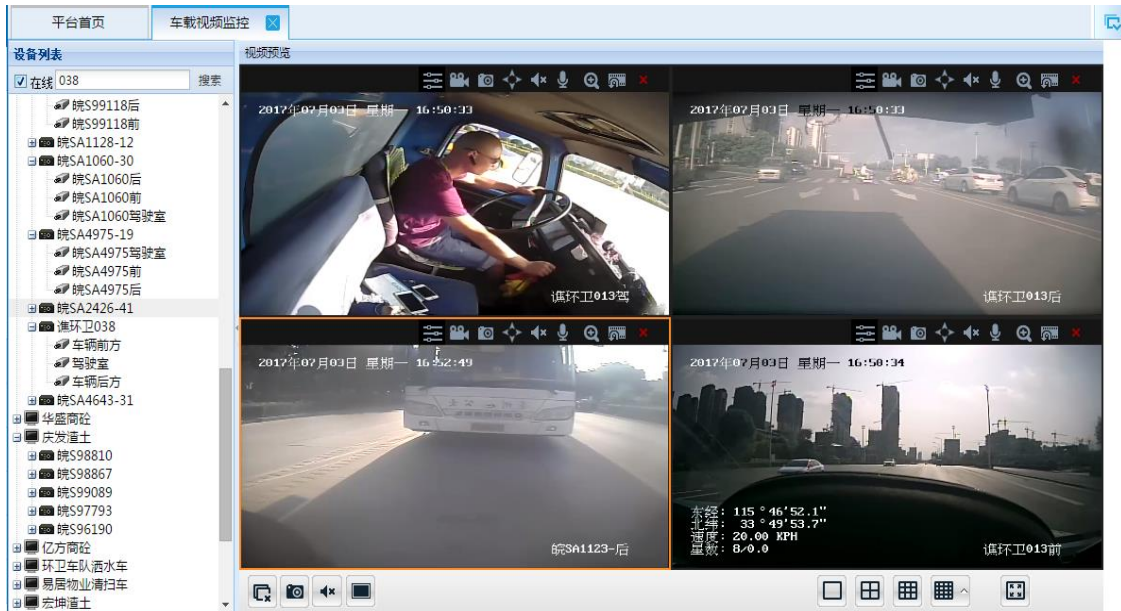 平台首页
车载视频监控
设备列表
视频预览
在线 038 搜索
皖S99118后
皖S99118前
皖SA1128-12
皖SA1060-30
皖SA1060后
皖SA1060前
皖SA1060驾驶室
皖SA4975-19
皖SA4975驾驶室
皖SA4975前
皖SA4975后
皖SA2426-41
谯环卫038
车辆前方
驾驶室
车辆后方
皖SA4643-31
华盛商砼
庆发渣土
皖S98810
皖S98867
皖S99089
皖S97793
皖S96190
亿方商砼
环卫车队洒水车
易居物业清扫车
宏坤渣土
2017年07月03日 星期一 16:50:33
谯环卫013驾
2017年07月03日 星期一 16:50:33
谯环卫013后
2017年07月03日 星期一 16:52:49
皖SA1123-后
2017年07月03日 星期一 16:50:34
东经: 115°46'52.1"
北纬: 33°49'53.7"
速度: 20.00 KPH
星数: 8/0.0
谯环卫013前